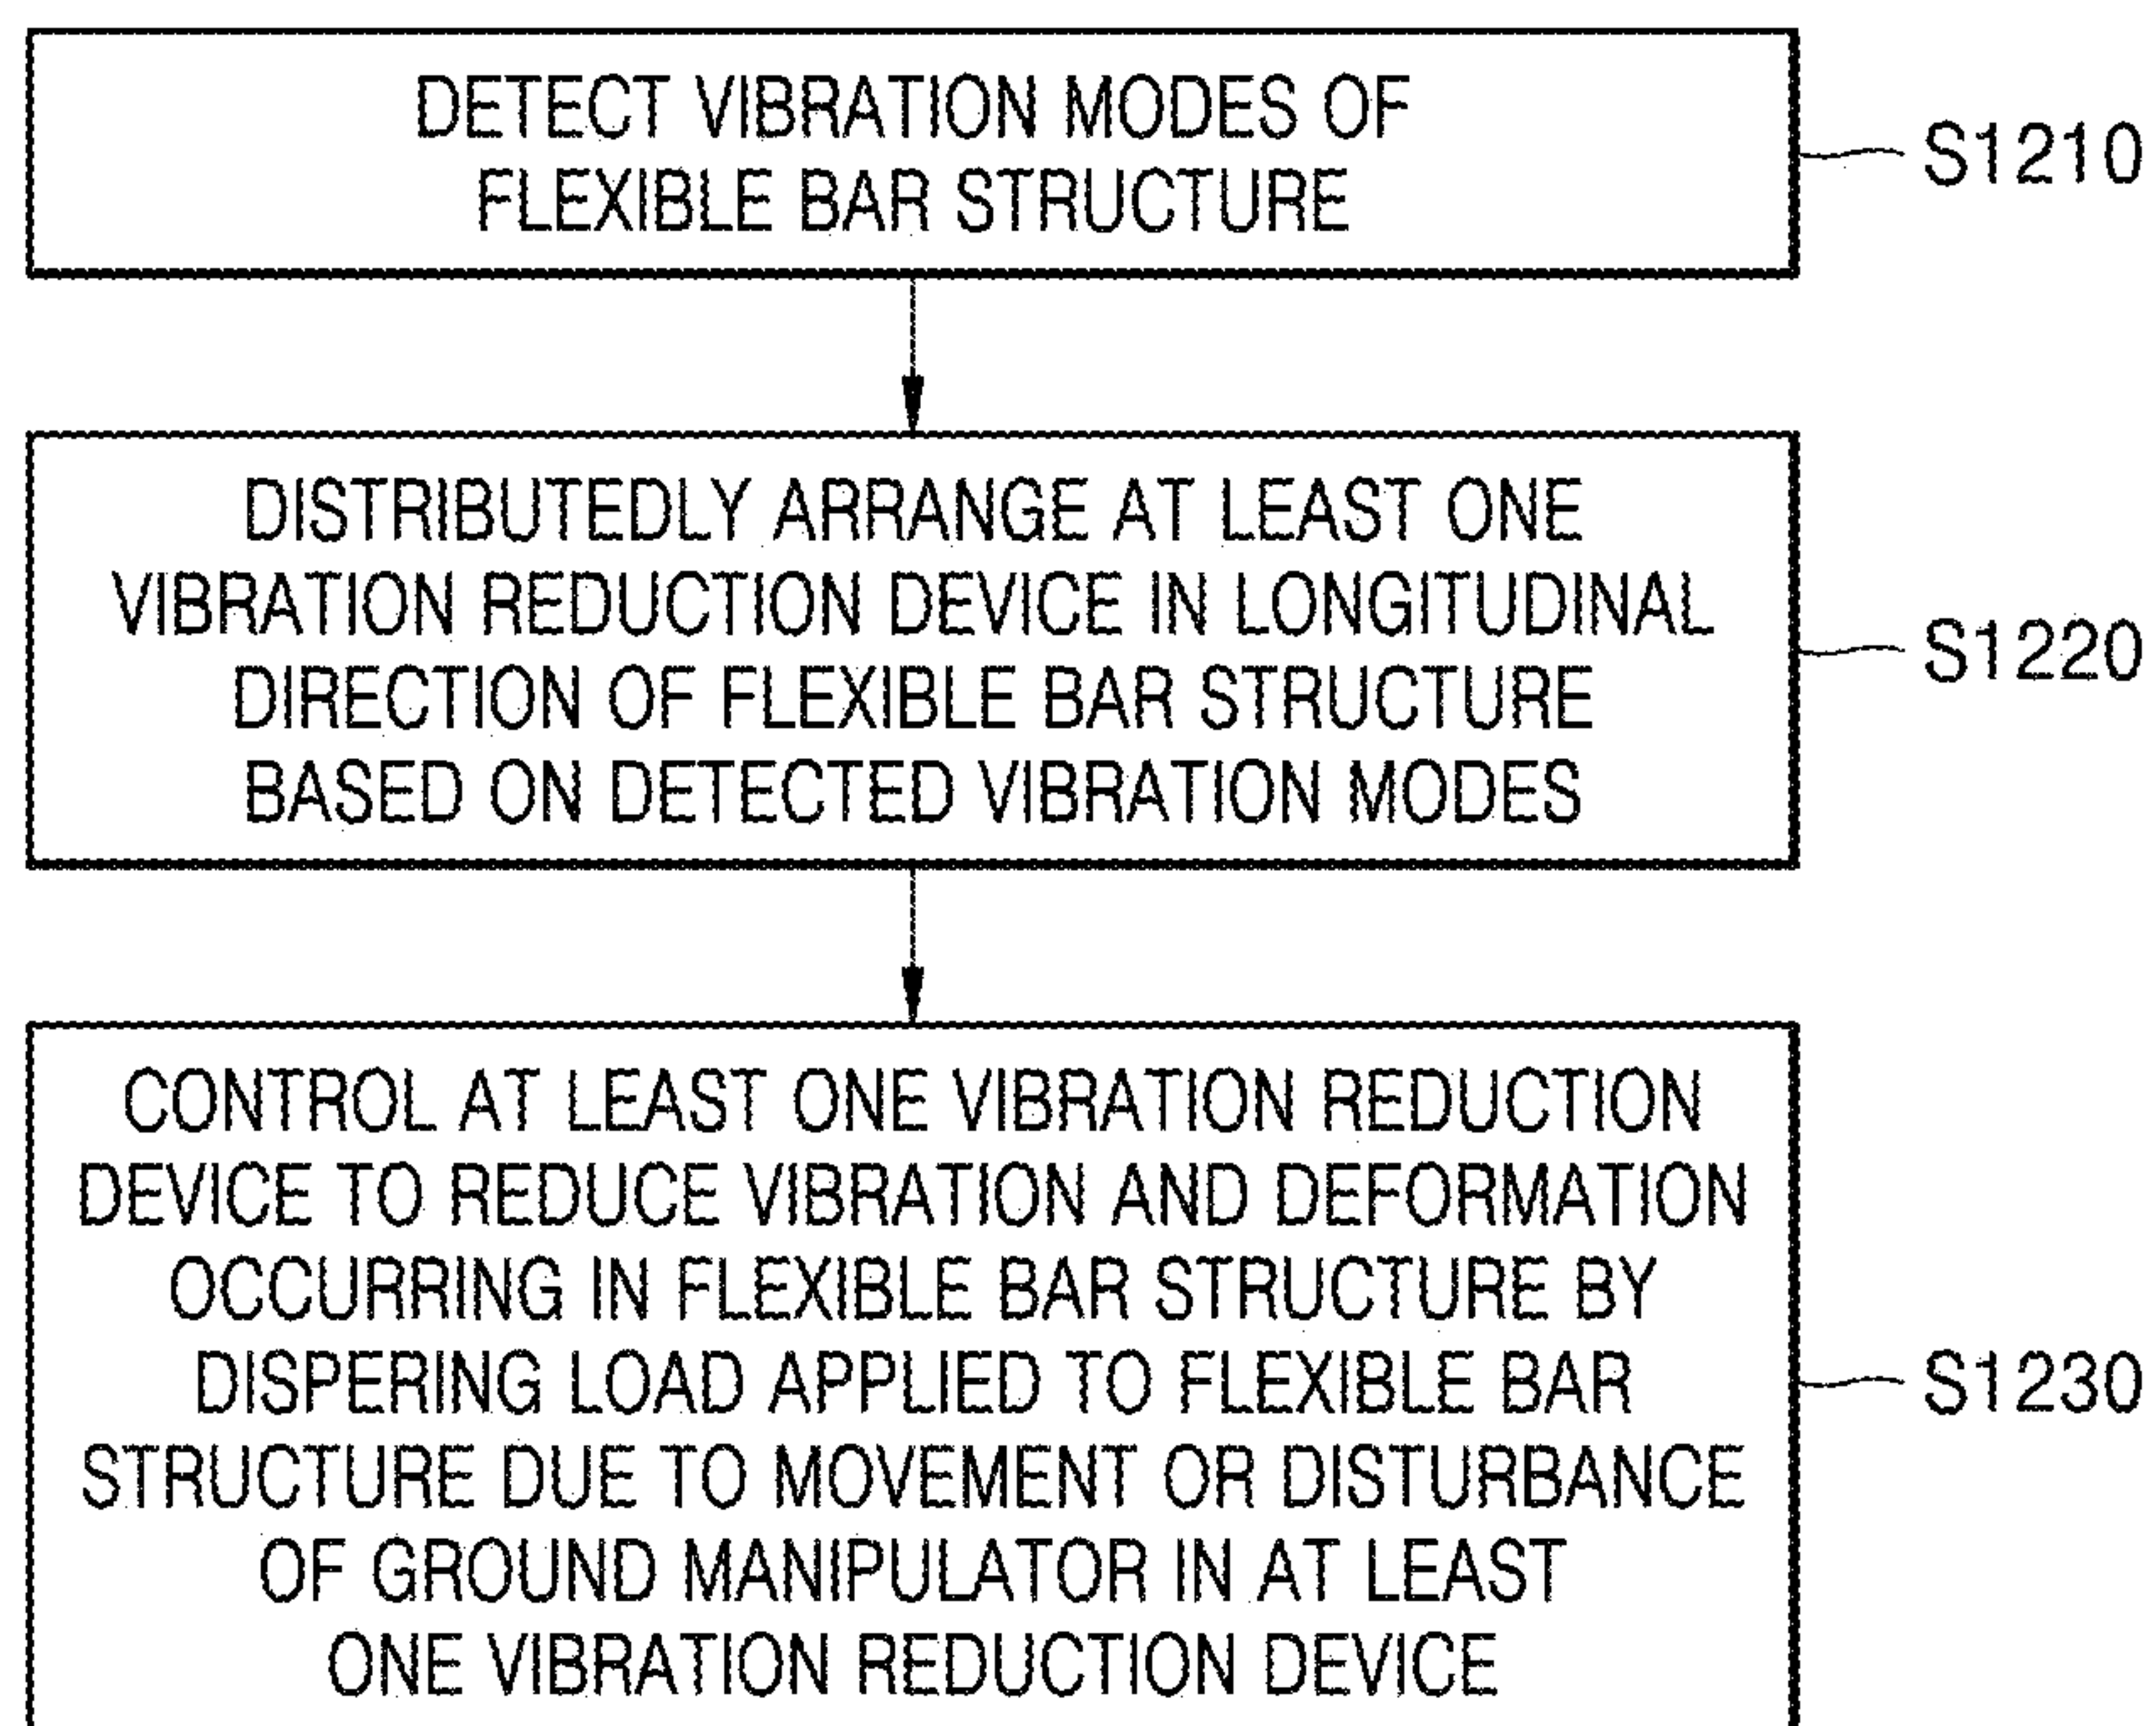 DETECT VIBRATION MODES OF
FLEXIBLE BAR STRUCTURE
S1210
DISTRIBUTEDLY ARRANGE AT LEAST ONE
VIBRATION REDUCTION DEVICE IN LONGITUDINAL
DIRECTION OF FLEXIBLE BAR STRUCTURE
BASED ON DETECTED VIBRATION MODES
S1220
CONTROL AT LEAST ONE VIBRATION REDUCTION
DEVICE TO REDUCE VIBRATION AND DEFORMATION
OCCURRING IN FLEXIBLE BAR STRUCTURE BY
DISPERING LOAD APPLIED TO FLEXIBLE BAR
STRUCTURE DUE TO MOVEMENT OR DISTURBANCE
OF GROUND MANIPULATOR IN AT LEAST
ONE VIBRATION REDUCTION DEVICE
S1230